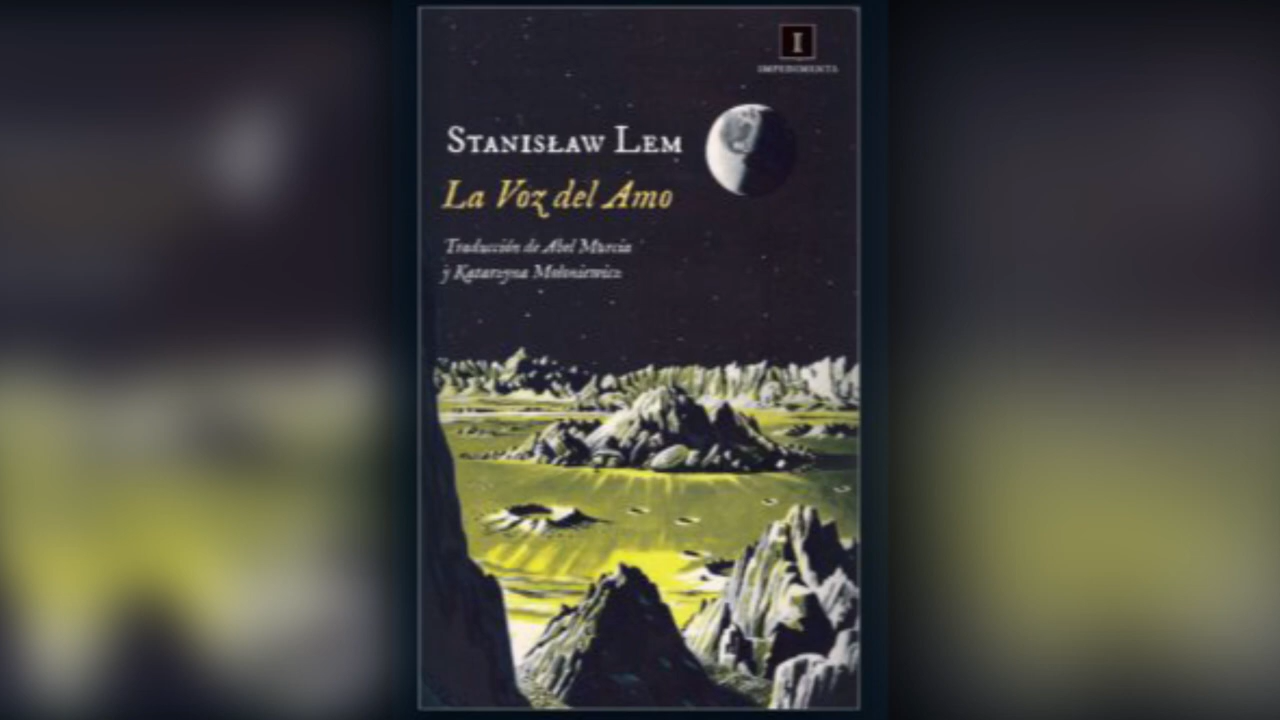 I
IMPEDIMENTA
STANISŁAW LEM
La Voz del Amo
Traducción de Abel Murcia
y Katarzyna Mołoniewicz